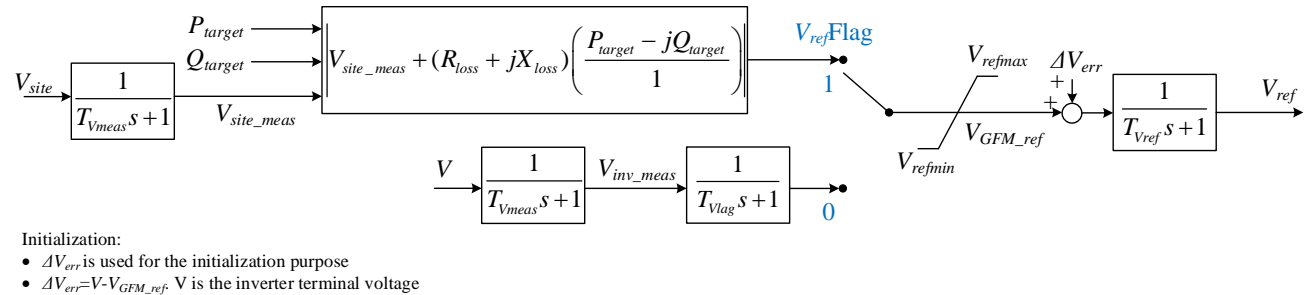 P_target
Q_target
V_site
1
T_Vmeas s+1
V_site_meas
|V_site_meas + (R_loss + jX_loss)((P_target − jQ_target)/1)|
V_refFlag
1
V_refmax
V_refmin
V_GFM_ref
ΔV_err
+
+
1
T_Vref s+1
V_ref
V
1
T_Vmeas s+1
V_inv_meas
1
T_Vlag s+1
0
Initialization:
• ΔV_err is used for the initialization purpose
• ΔV_err=V-V_GFM_ref. V is the inverter terminal voltage